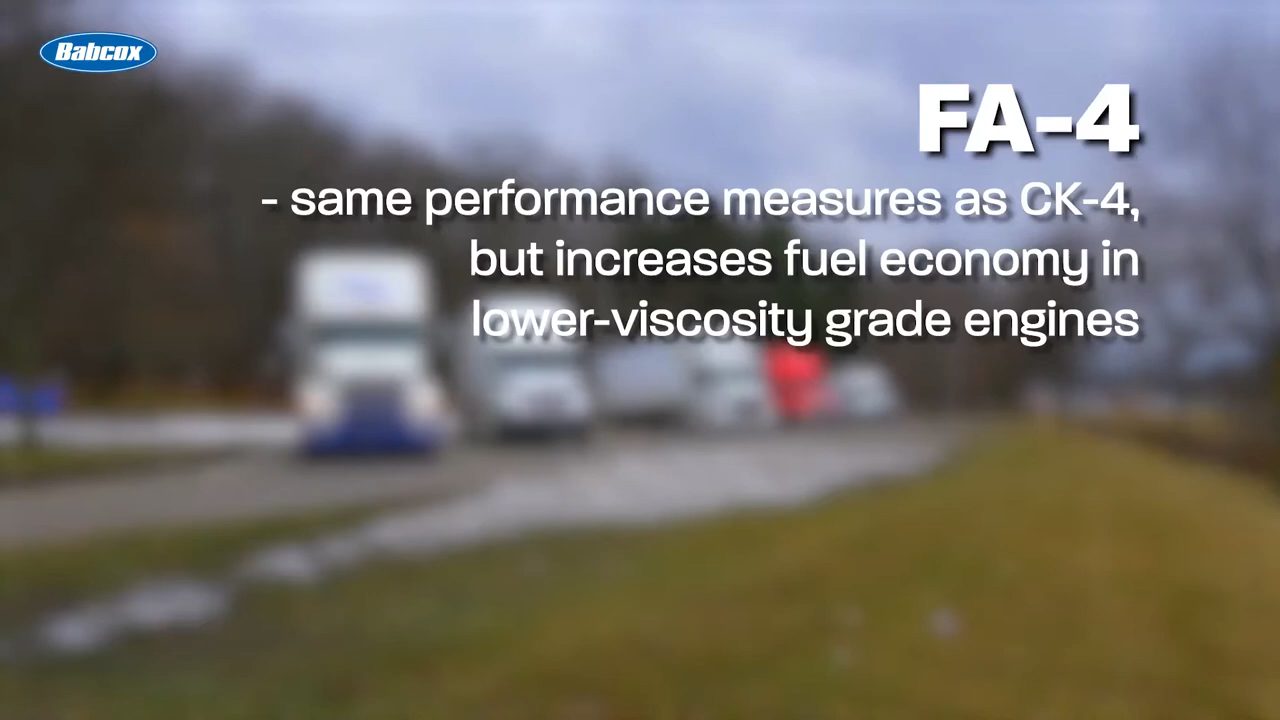 Babcox
FA-4
- same performance measures as CK-4,
but increases fuel economy in
lower-viscosity grade engines